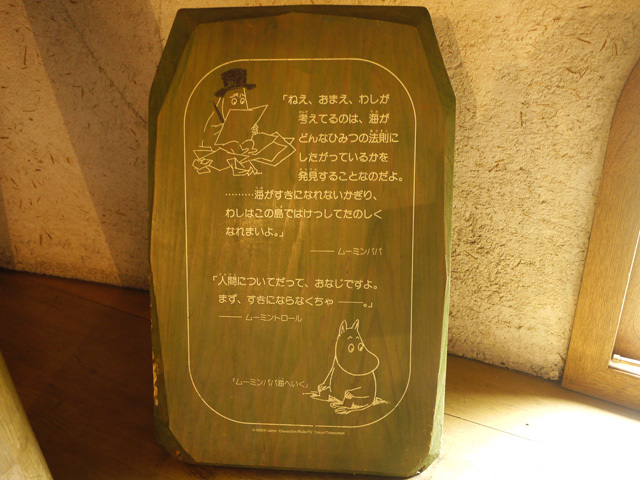 「ねえ、おまえ、わしが
考えてるのは、海が
どんなひみつの法則に
したがっているかを
発見することなのだよ。
………海がすきになれないかぎり、
わしはこの島ではけっしてたのしく
なれまいよ。」
―― ムーミンパパ
「人間についてだって、おなじですよ。
まず、すきにならなくちゃ ――。」
―― ムーミントロール
「ムーミンパパ海へいく」